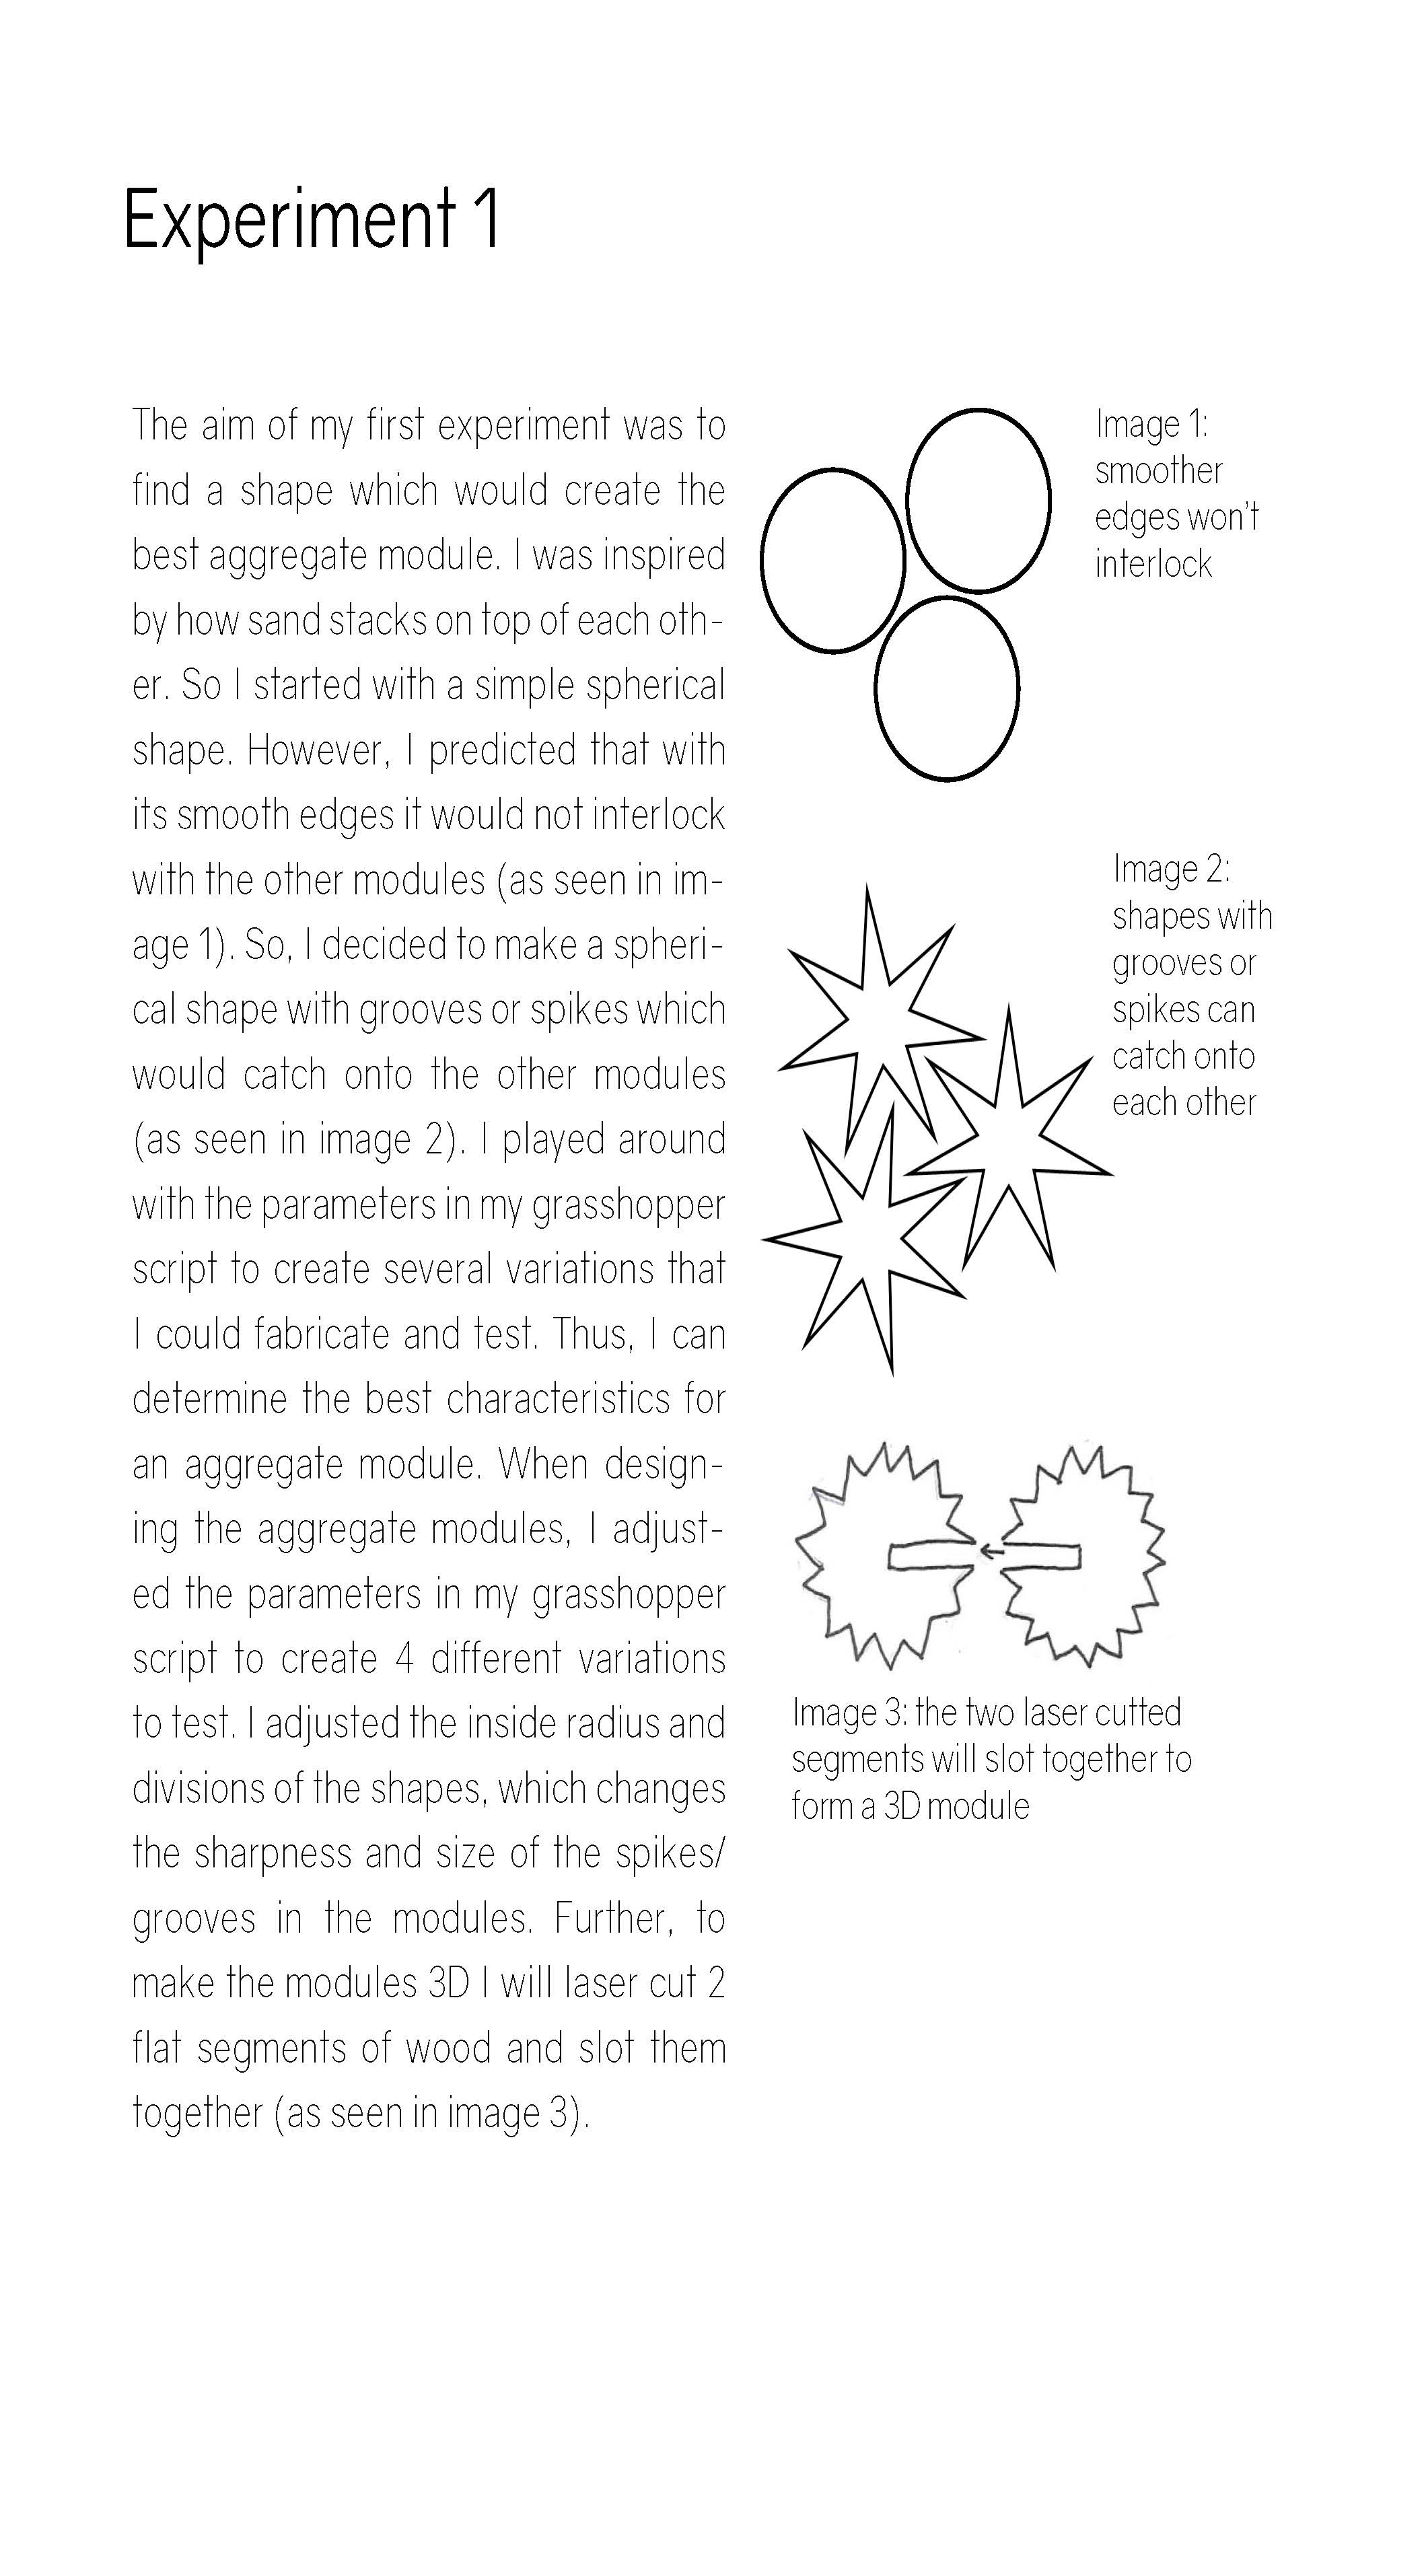 Experiment 1
The aim of my first experiment was to
find a shape which would create the
best aggregate module. I was inspired
by how sand stacks on top of each oth-
er. So I started with a simple spherical
shape. However, I predicted that with
its smooth edges it would not interlock
with the other modules (as seen in im-
age 1). So, I decided to make a spheri-
cal shape with grooves or spikes which
would catch onto the other modules
(as seen in image 2). I played around
with the parameters in my grasshopper
script to create several variations that
I could fabricate and test. Thus, I can
determine the best characteristics for
an aggregate module. When design-
ing the aggregate modules, I adjust-
ed the parameters in my grasshopper
script to create 4 different variations
to test. I adjusted the inside radius and
divisions of the shapes, which changes
the sharpness and size of the spikes/
grooves in the modules. Further, to
make the modules 3D I will laser cut 2
flat segments of wood and slot them
together (as seen in image 3).
Image 1:
smoother
edges won't
interlock
Image 2:
shapes with
grooves or
spikes can
catch onto
each other
Image 3: the two laser cutted
segments will slot together to
form a 3D module